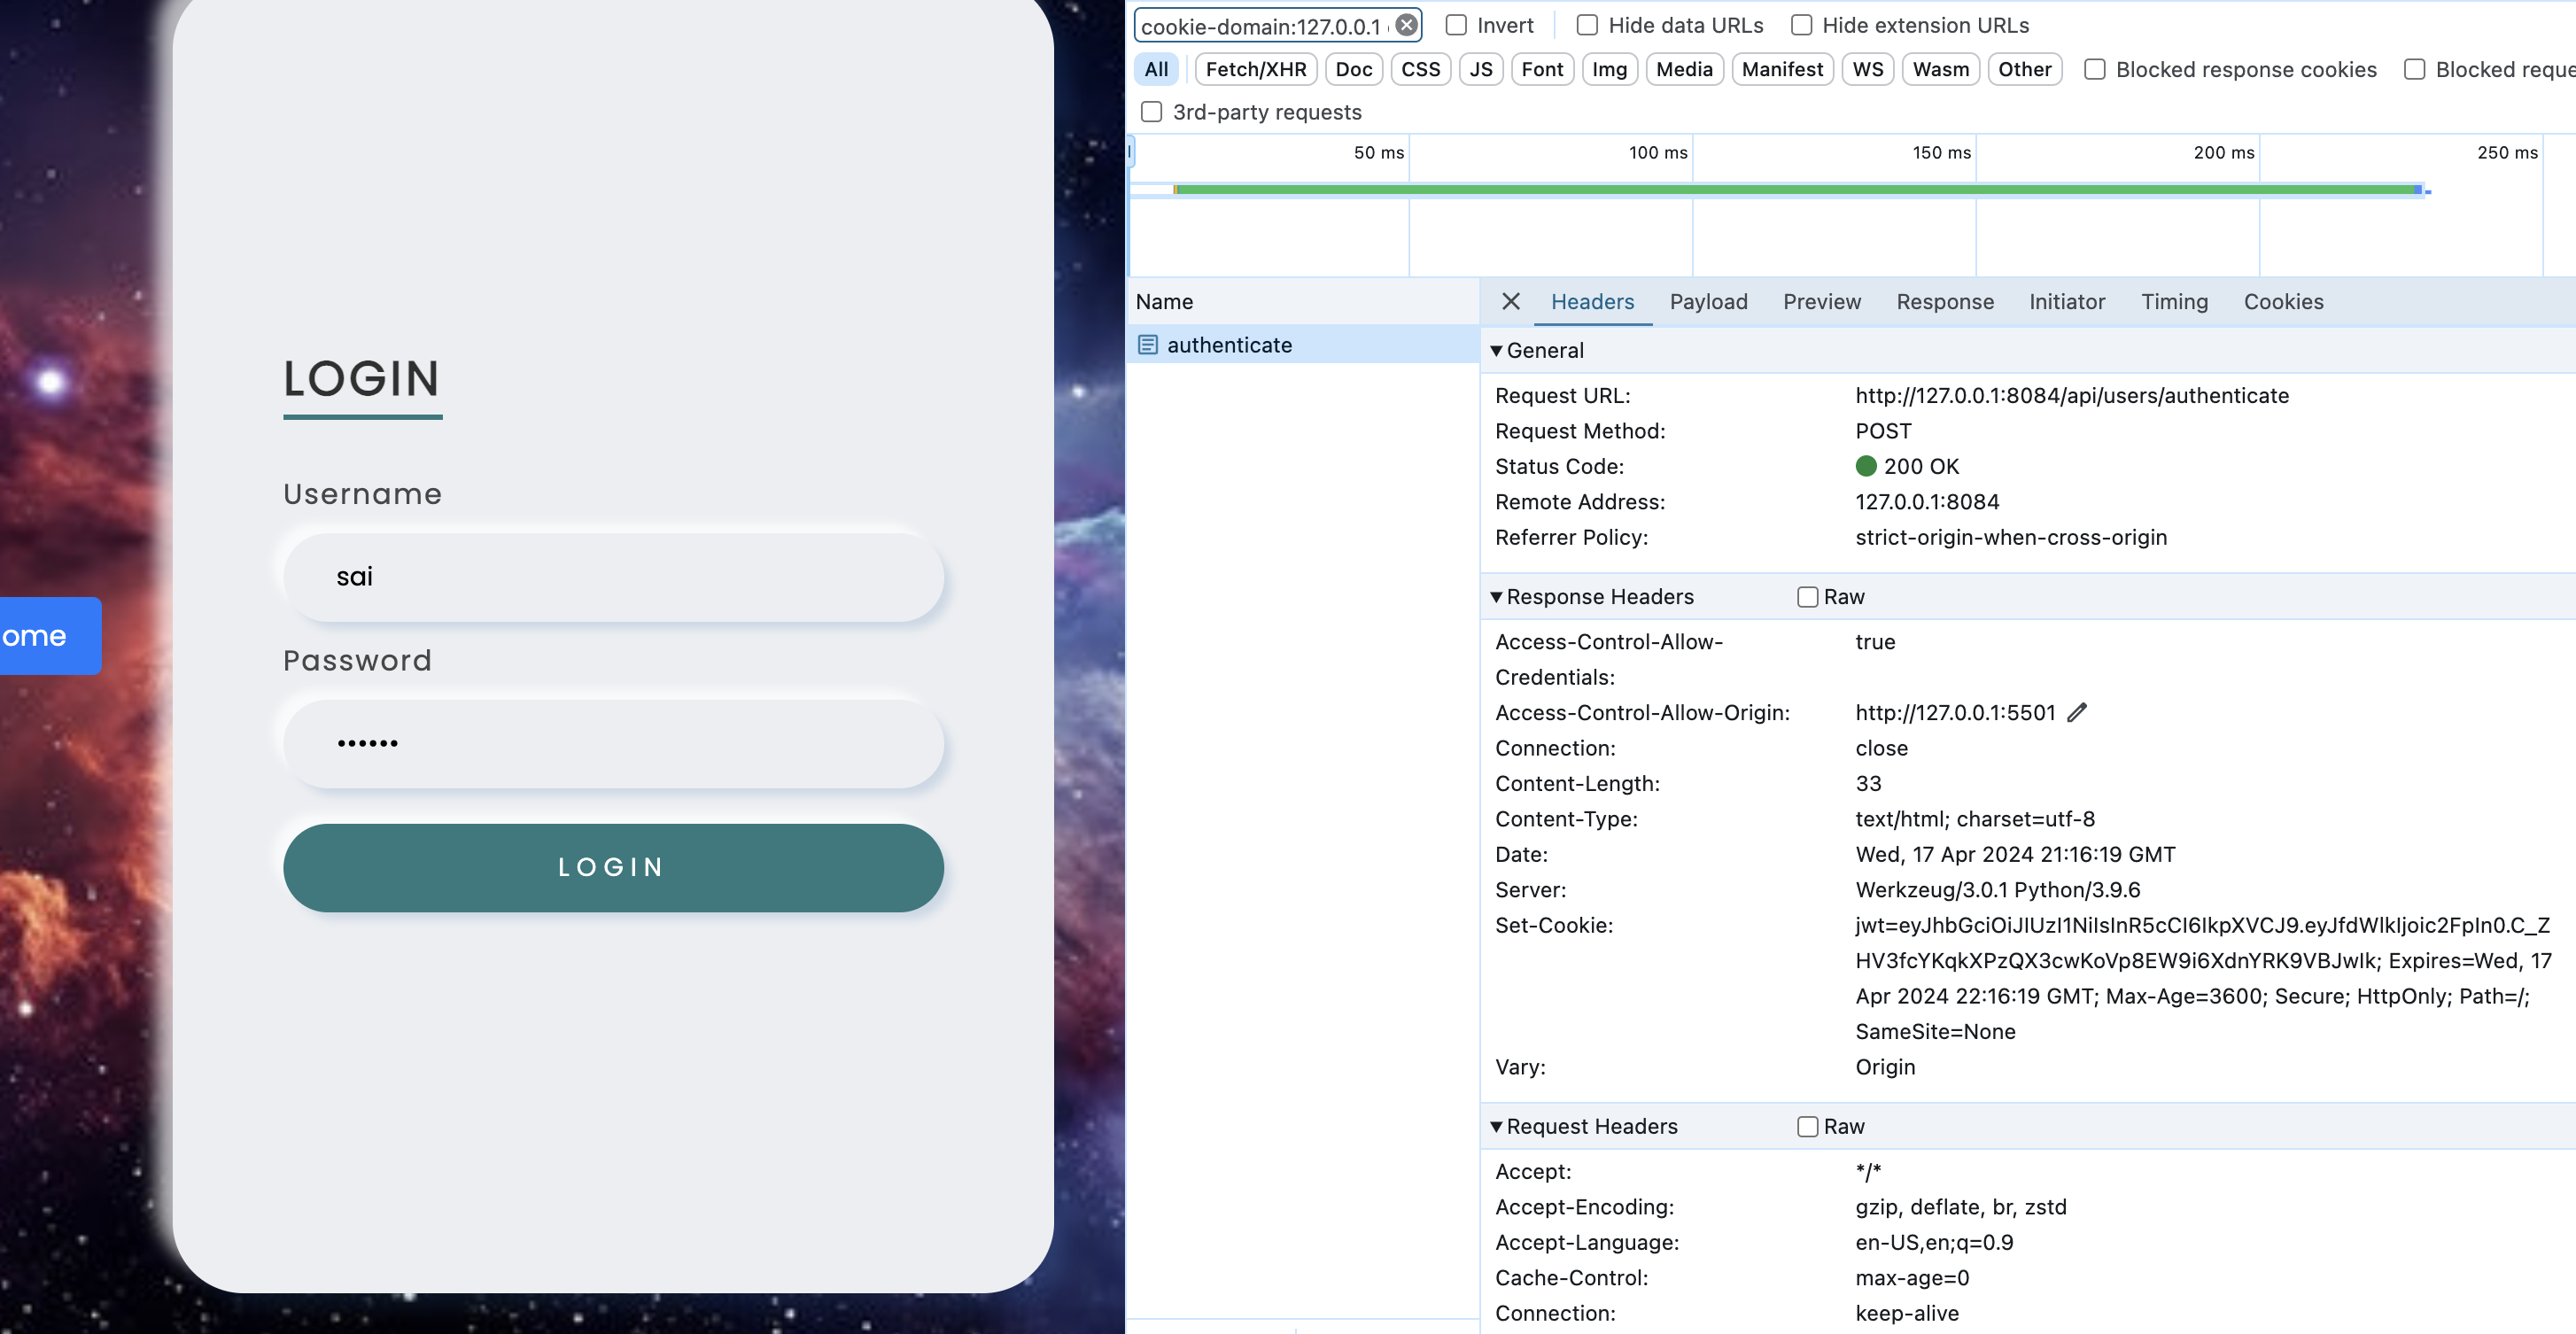 LOGIN
Username
sai
ome
Password
••••••
LOGIN
cookie-domain:127.0.0.1
Invert
Hide data URLs
Hide extension URLs
All
Fetch/XHR
Doc
CSS
JS
Font
Img
Media
Manifest
WS
Wasm
Other
Blocked response cookies
Blocked reque
3rd-party requests
50 ms
100 ms
150 ms
200 ms
250 ms
Name
authenticate
Headers
Payload
Preview
Response
Initiator
Timing
Cookies
General
Request URL: http://127.0.0.1:8084/api/users/authenticate
Request Method: POST
Status Code: 200 OK
Remote Address: 127.0.0.1:8084
Referrer Policy: strict-origin-when-cross-origin
Response Headers
Raw
Access-Control-Allow- true
Credentials:
Access-Control-Allow-Origin: http://127.0.0.1:5501
Connection: close
Content-Length: 33
Content-Type: text/html; charset=utf-8
Date: Wed, 17 Apr 2024 21:16:19 GMT
Server: Werkzeug/3.0.1 Python/3.9.6
Set-Cookie: jwt=eyJhbGciOiJIUzI1NiIsInR5cCI6IkpXVCJ9.eyJfdWlkIjoic2FpIn0.C_Z
HV3fcYKqkXPzQX3cwKoVp8EW9i6XdnYRK9VBJwIk; Expires=Wed, 17
Apr 2024 22:16:19 GMT; Max-Age=3600; Secure; HttpOnly; Path=/;
SameSite=None
Vary: Origin
Request Headers
Raw
Accept: */*
Accept-Encoding: gzip, deflate, br, zstd
Accept-Language: en-US,en;q=0.9
Cache-Control: max-age=0
Connection: keep-alive